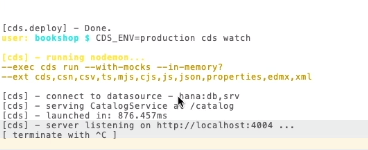 [cds.deploy] - Done.
user: bookshop $ CDS_ENV=production cds watch
[cds] - running nodemon...
--exec cds run --with-mocks --in-memory?
--ext cds,csn,csv,ts,mjs,cjs,js,json,properties,edmx,xml
[cds] - connect to datasource - hana:db,srv
[cds] - serving CatalogService at /catalog
[cds] - launched in: 876.457ms
[cds] - server listening on http://localhost:4004 ...
[ terminate with ^C ]